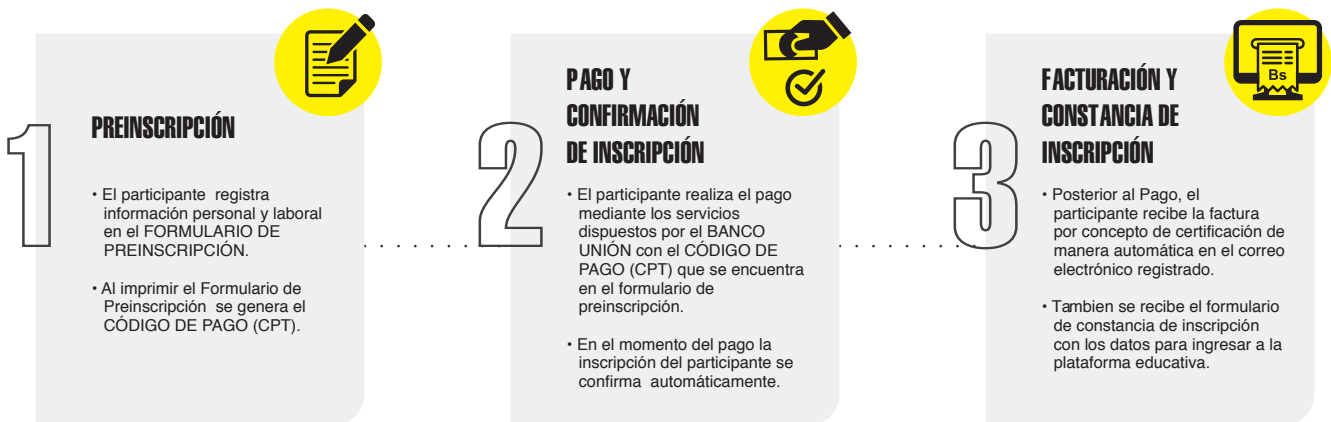 1
PREINSCRIPCIÓN
• El participante registra
información personal y laboral
en el FORMULARIO DE
PREINSCRIPCIÓN.
• Al imprimir el Formulario de
Preinscripción se genera el
CÓDIGO DE PAGO (CPT).
2
PAGO Y
CONFIRMACIÓN
DE INSCRIPCIÓN
• El participante realiza el pago
mediante los servicios
dispuestos por el BANCO
UNIÓN con el CÓDIGO DE
PAGO (CPT) que se encuentra
en el formulario de
preinscripción.
• En el momento del pago la
inscripción del participante se
confirma automáticamente.
3
Bs
FACTURACIÓN Y
CONSTANCIA DE
INSCRIPCIÓN
• Posterior al Pago, el
participante recibe la factura
por concepto de certificación de
manera automática en el correo
electrónico registrado.
• Tambien se recibe el formulario
de constancia de inscripción
con los datos para ingresar a la
plataforma educativa.